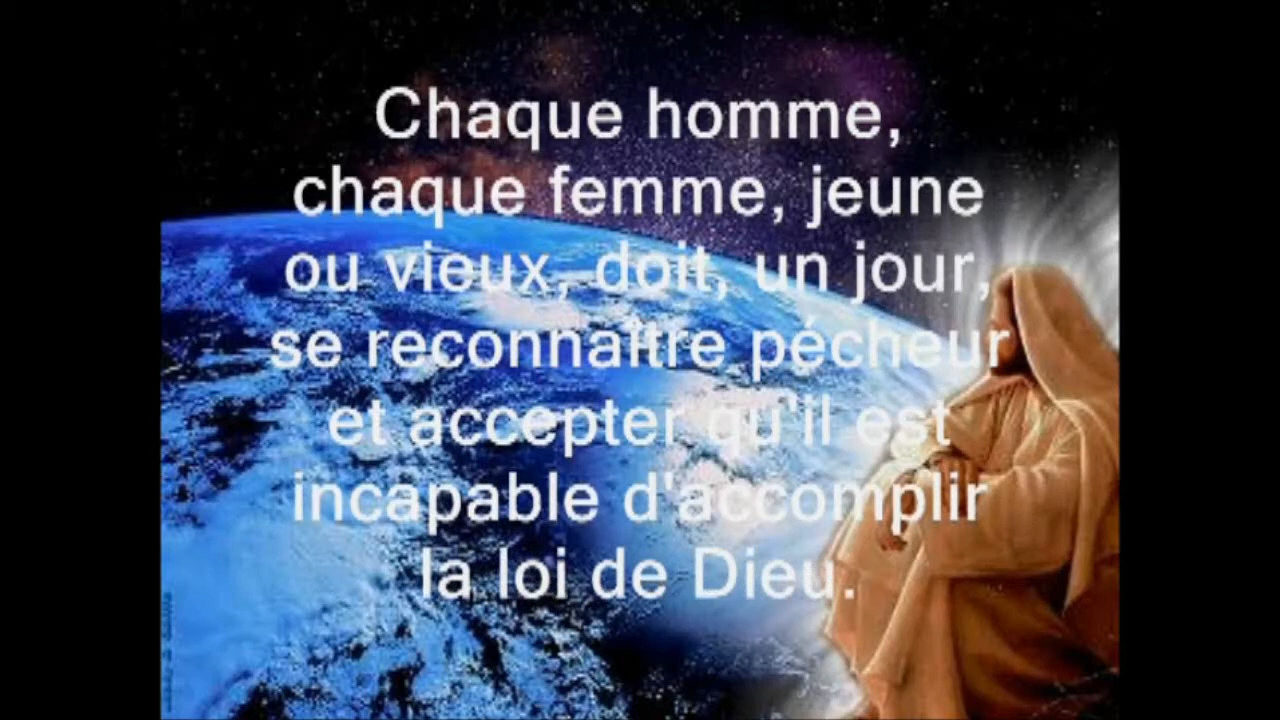 Chaque homme,
chaque femme, jeune
ou vieux, doit, un jour,
se reconnaître pécheur
et accepter qu'il est
incapable d'accomplir
la loi de Dieu.